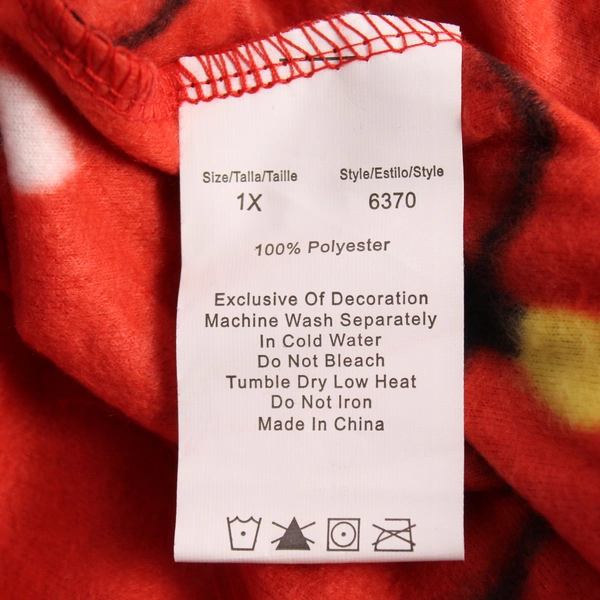 Size/Talla/Taille Style/Estilo/Style
1X 6370
100% Polyester
Exclusive Of Decoration
Machine Wash Separately
In Cold Water
Do Not Bleach
Tumble Dry Low Heat
Do Not Iron
Made In China